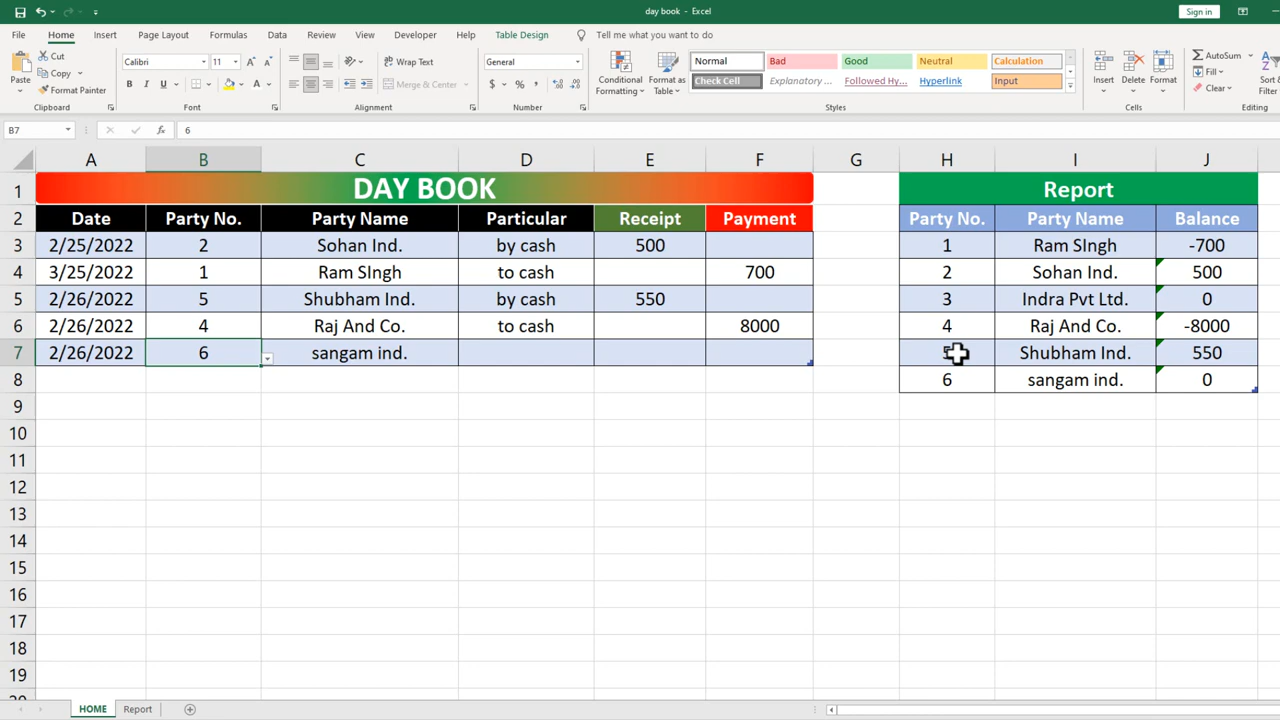 day book - Excel
Sign in
File Home Insert Page Layout Formulas Data Review View Developer Help Table Design Tell me what you want to do
Paste
Cut
Copy
Format Painter
Clipboard
Calibri 11
B I U
Font
Wrap Text
Merge & Center
Alignment
General
$ % ,
Number
Conditional Formatting
Format as Table
Normal Bad Good Neutral Calculation
Check Cell Explanatory ... Followed Hy... Hyperlink Input
Styles
Insert Delete Format
Cells
AutoSum
Fill
Clear
Sort &
Filter
Editing
B7 fx 6
A B C D E F G H I J
1 DAY BOOK Report
2 Date Party No. Party Name Particular Receipt Payment Party No. Party Name Balance
3 2/25/2022 2 Sohan Ind. by cash 500 1 Ram SIngh -700
4 3/25/2022 1 Ram SIngh to cash 700 2 Sohan Ind. 500
5 2/26/2022 5 Shubham Ind. by cash 550 3 Indra Pvt Ltd. 0
6 2/26/2022 4 Raj And Co. to cash 8000 4 Raj And Co. -8000
7 2/26/2022 6 sangam ind. 5 Shubham Ind. 550
8 6 sangam ind. 0
9
10
11
12
13
14
15
16
17
18
19
HOME Report